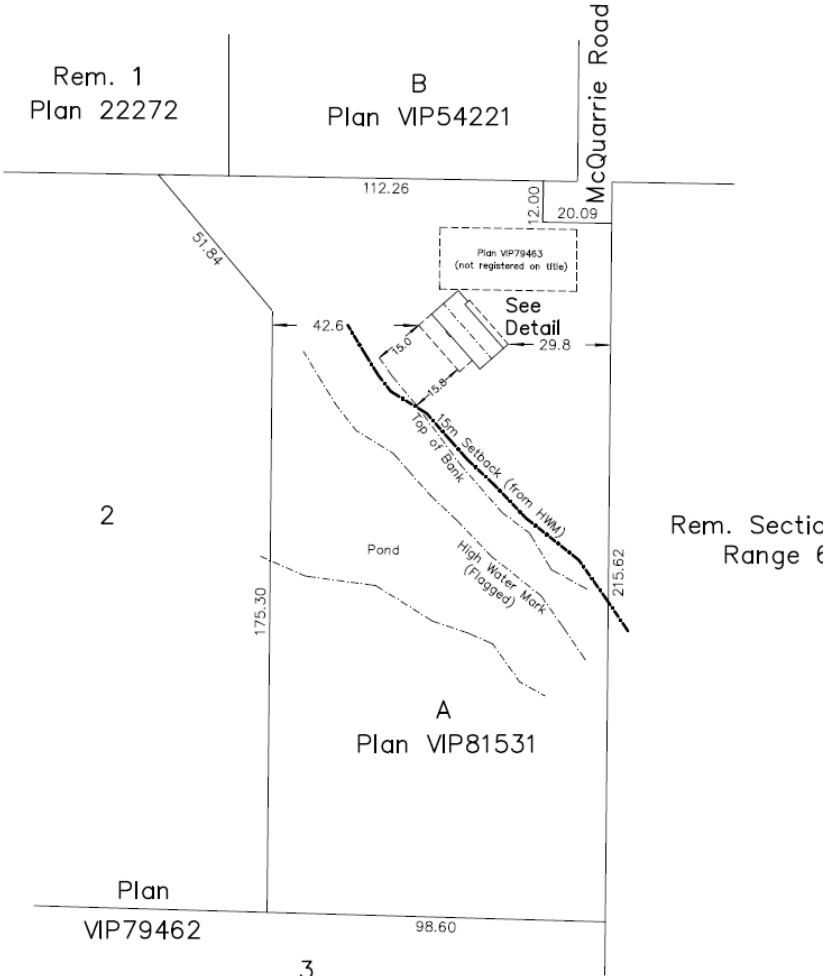 McQuarrie Road
Rem. 1
Plan 22272
B
Plan VIP54221
112.26
12.00
20.09
51.84
Plan VIP79463
(not registered on title)
See
Detail
42.6
29.8
15.0
15.8
15m Setback (from HWM)
Top of Bank
2
Rem. Sectio
Range 6
Pond
High Water Mark
(Flagged)
215.62
175.30
A
Plan VIP81531
Plan
VIP79462
98.60
3